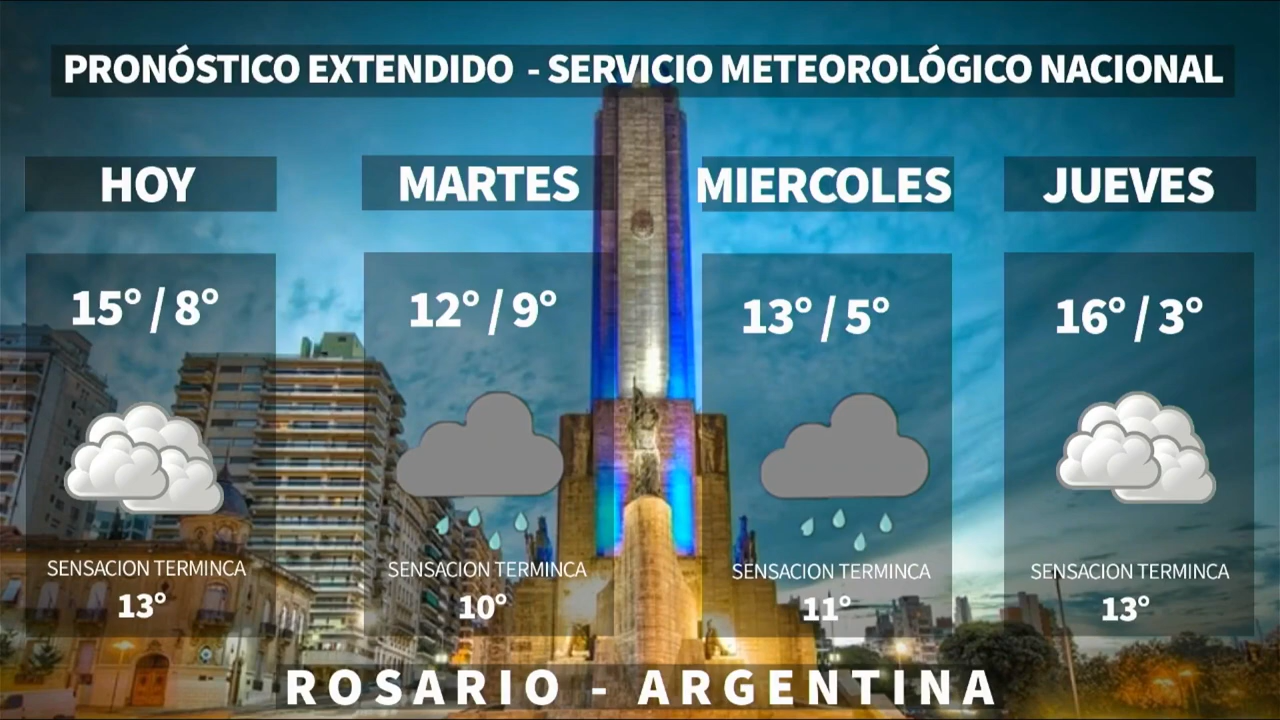 PRONÓSTICO EXTENDIDO - SERVICIO METEOROLÓGICO NACIONAL
HOY
15° / 8°
SENSACION TERMINCA
13°
MARTES
12° / 9°
SENSACION TERMINCA
10°
MIERCOLES
13° / 5°
SENSACION TERMINCA
11°
JUEVES
16° / 3°
SENSACION TERMINCA
13°
ROSARIO - ARGENTINA